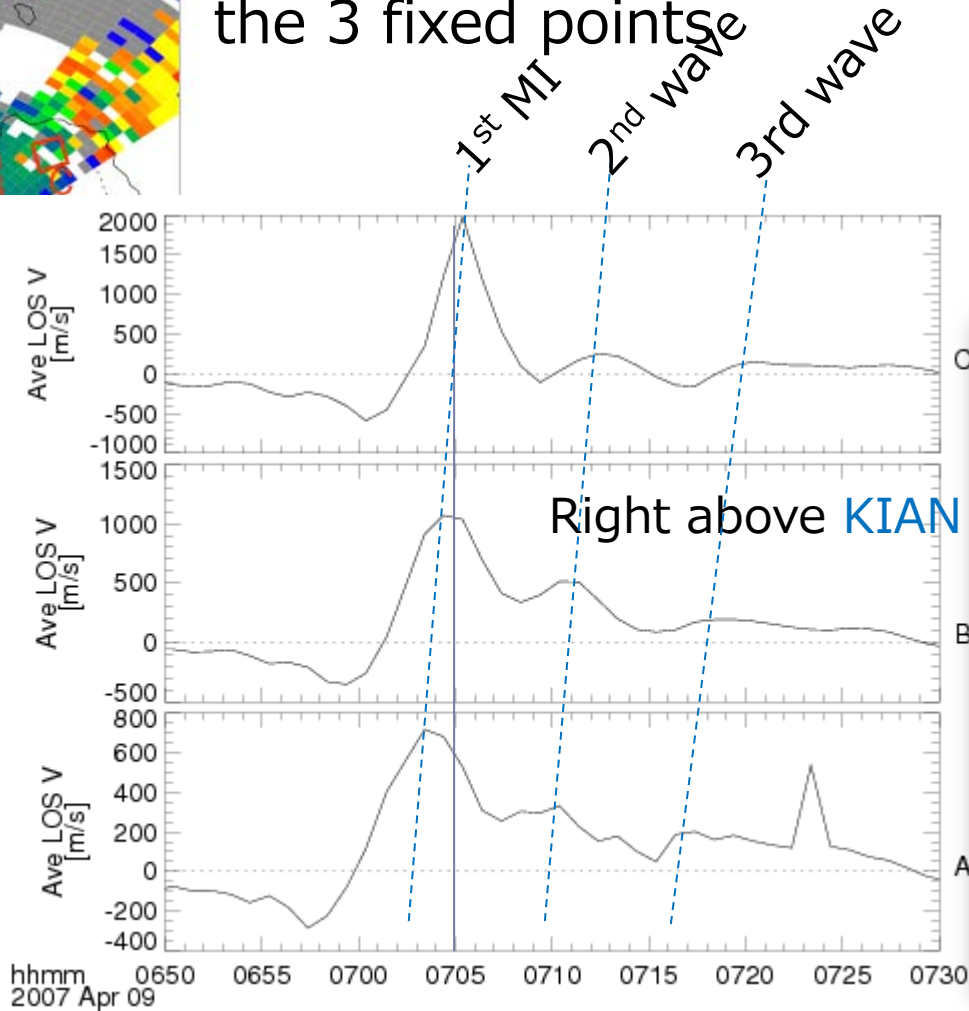 the 3 fixed points
1st MI
2nd wave
3rd wave
2000
1500
1000
500
0
-500
-1000
Ave LOS V
[m/s]
C
1500
1000
500
0
-500
Ave LOS V
[m/s]
Right above KIAN
B
800
600
400
200
0
-200
-400
Ave LOS V
[m/s]
A
hhmm 0650 0655 0700 0705 0710 0715 0720 0725 0730
2007 Apr 09